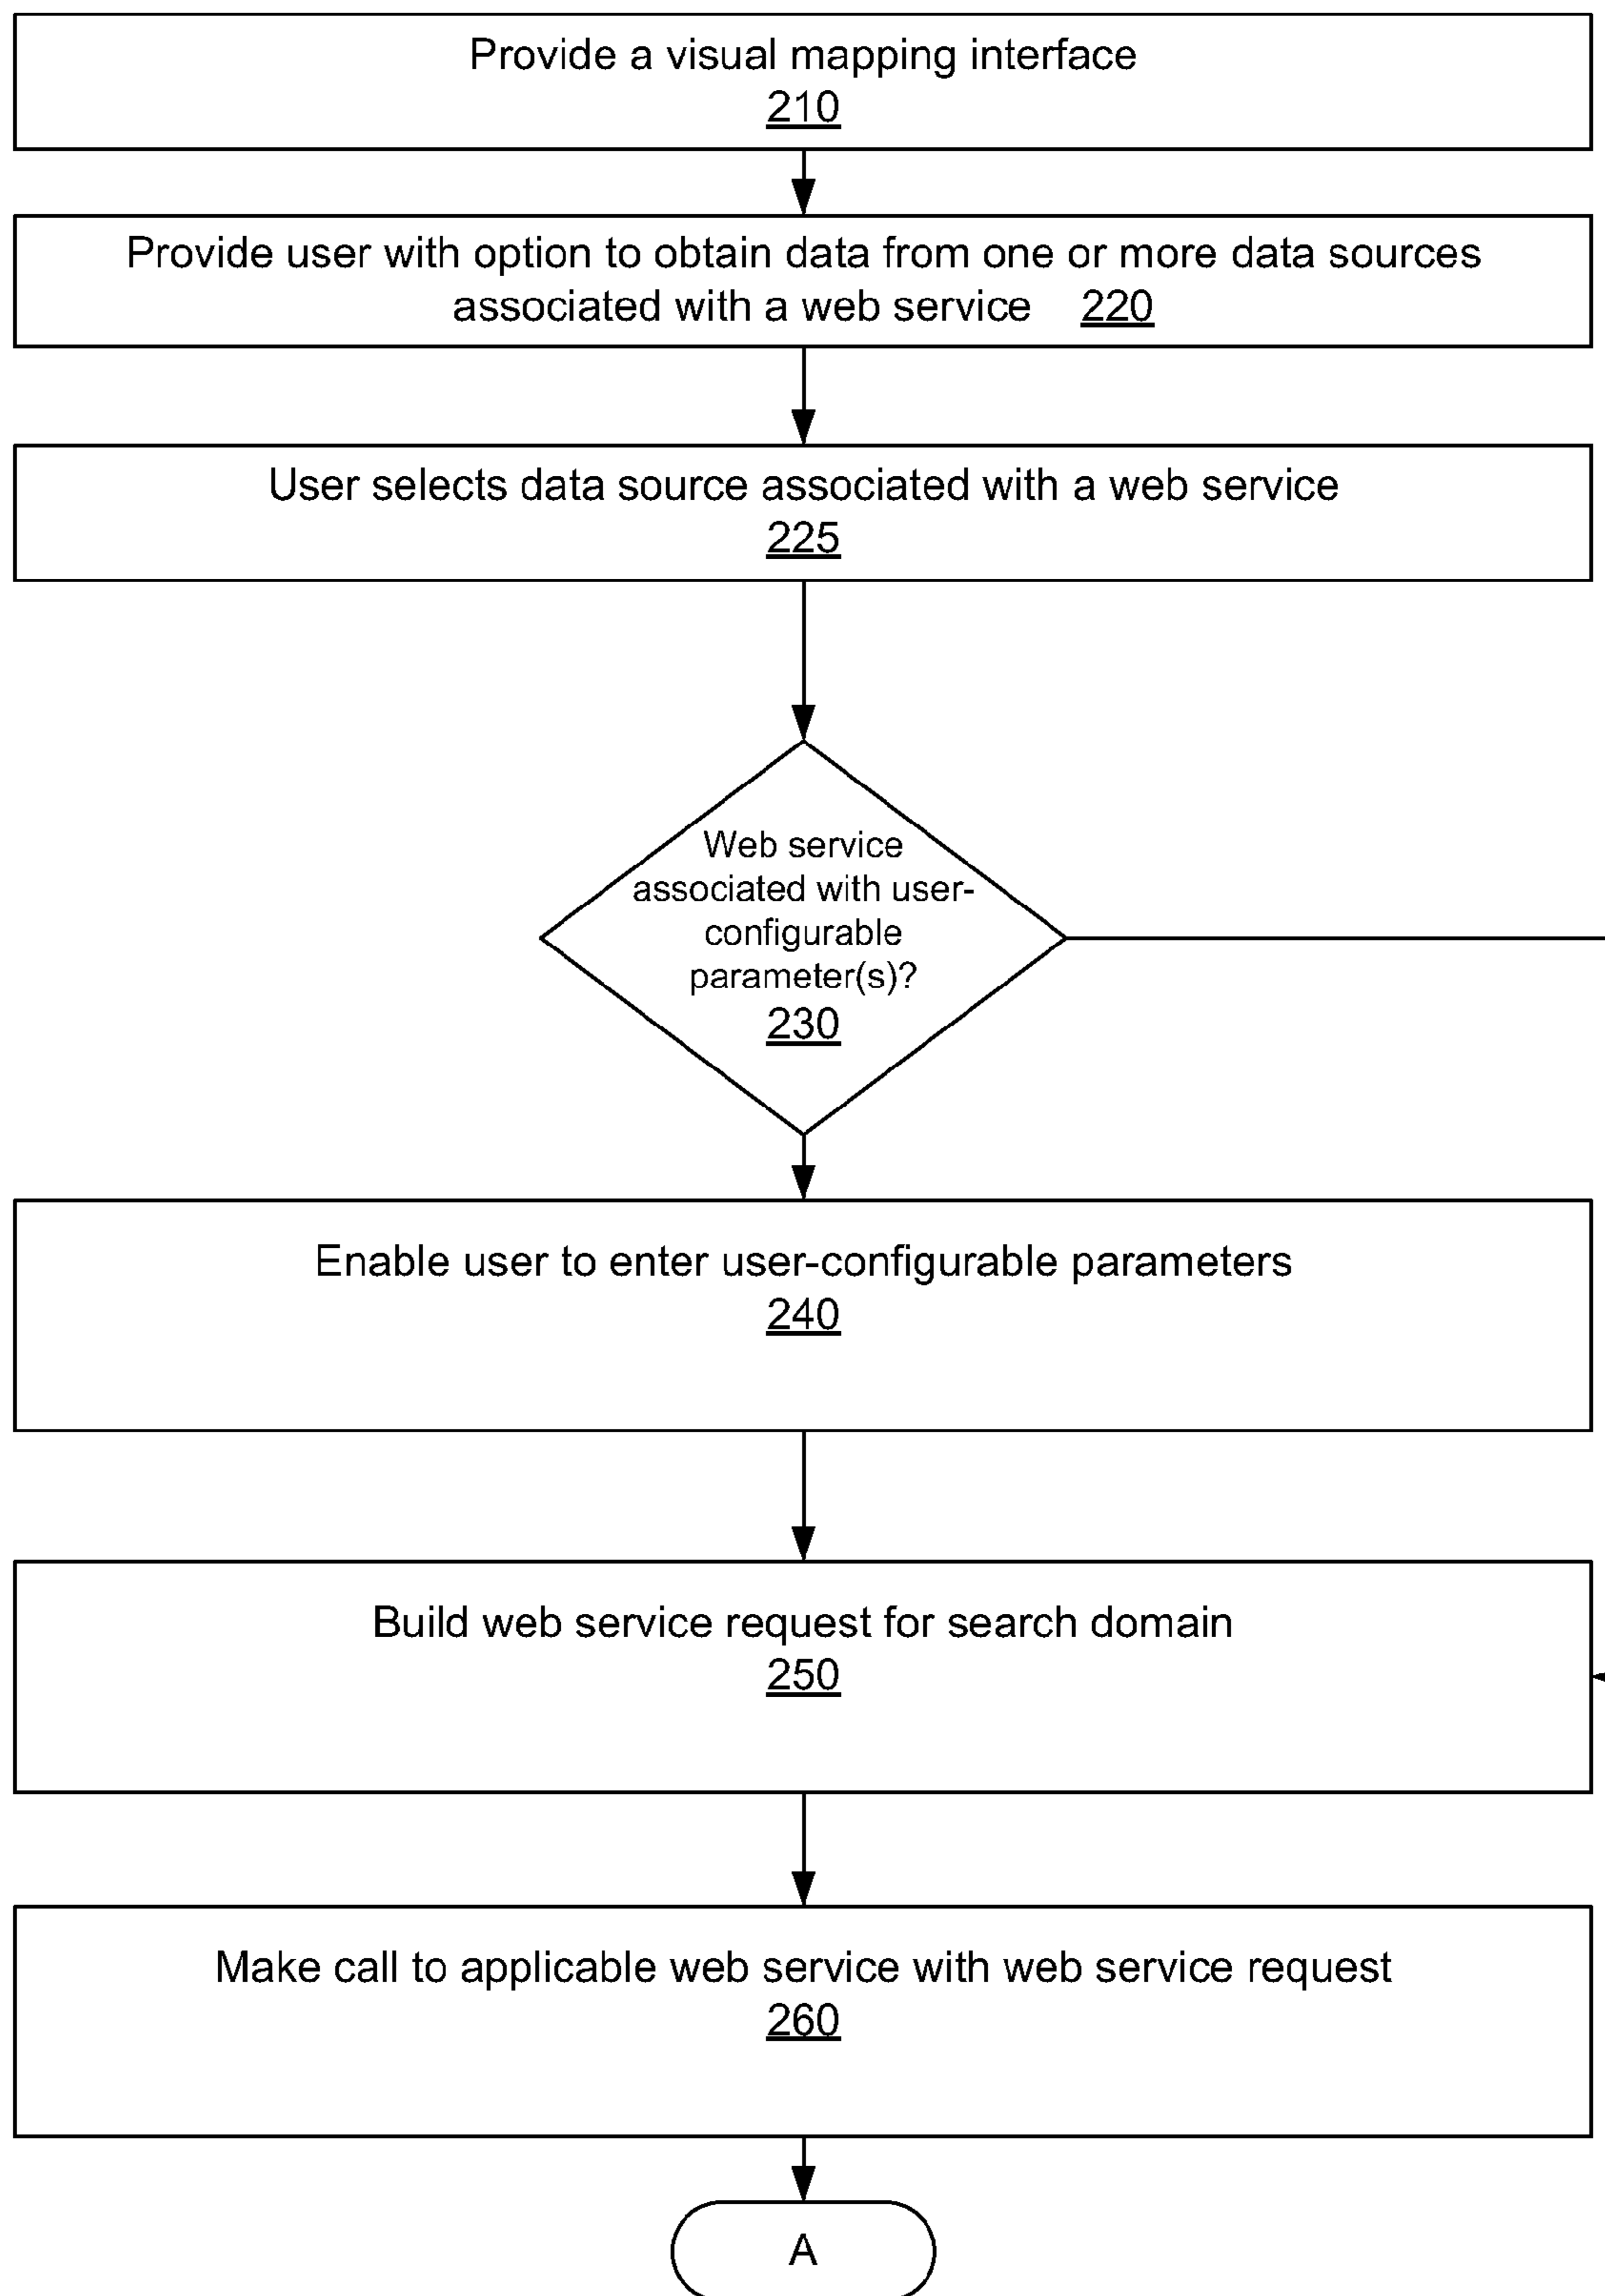 Provide a visual mapping interface
210
Provide user with option to obtain data from one or more data sources
associated with a web service 220
User selects data source associated with a web service
225
Web service
associated with user-
configurable
parameter(s)?
230
Enable user to enter user-configurable parameters
240
Build web service request for search domain
250
Make call to applicable web service with web service request
260
A